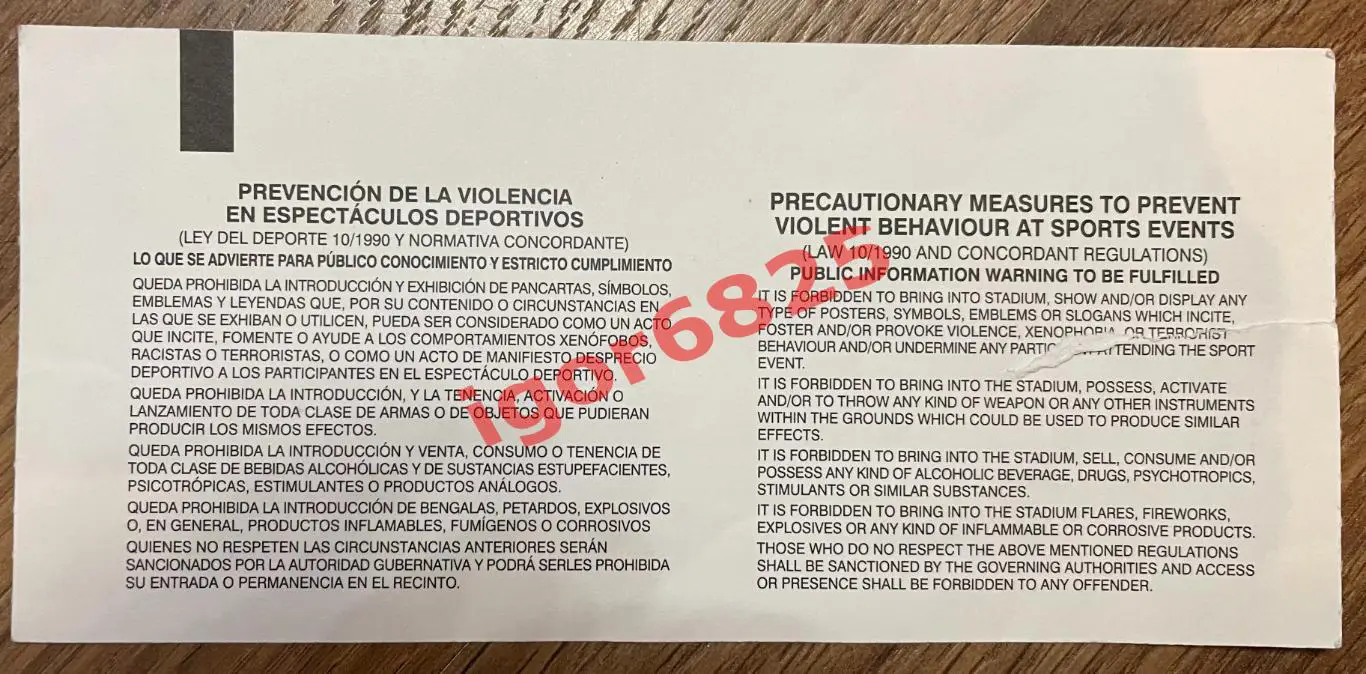 PREVENCIÓN DE LA VIOLENCIA
EN ESPECTÁCULOS DEPORTIVOS
(LEY DEL DEPORTE 10/1990 Y NORMATIVA CONCORDANTE)
LO QUE SE ADVIERTE PARA PÚBLICO CONOCIMIENTO Y ESTRICTO CUMPLIMIENTO
QUEDA PROHIBIDA LA INTRODUCCIÓN Y EXHIBICIÓN DE PANCARTAS, SÍMBOLOS,
EMBLEMAS Y LEYENDAS QUE, POR SU CONTENIDO O CIRCUNSTANCIAS EN
LAS QUE SE EXHIBAN O UTILICEN, PUEDA SER CONSIDERADO COMO UN ACTO
QUE INCITE, FOMENTE O AYUDE A LOS COMPORTAMIENTOS XENÓFOBOS,
RACISTAS O TERRORISTAS, O COMO UN ACTO DE MANIFIESTO DESPRECIO
DEPORTIVO A LOS PARTICIPANTES EN EL ESPECTÁCULO DEPORTIVO.
QUEDA PROHIBIDA LA INTRODUCCIÓN, Y LA TENENCIA, ACTIVACIÓN O
LANZAMIENTO DE TODA CLASE DE ARMAS O DE OBJETOS QUE PUDIERAN
PRODUCIR LOS MISMOS EFECTOS.
QUEDA PROHIBIDA LA INTRODUCCIÓN Y VENTA, CONSUMO O TENENCIA DE
TODA CLASE DE BEBIDAS ALCOHÓLICAS Y DE SUSTANCIAS ESTUPEFACIENTES,
PSICOTRÓPICAS, ESTIMULANTES O PRODUCTOS ANÁLOGOS.
QUEDA PROHIBIDA LA INTRODUCCIÓN DE BENGALAS, PETARDOS, EXPLOSIVOS
O, EN GENERAL, PRODUCTOS INFLAMABLES, FUMÍGENOS O CORROSIVOS
QUIENES NO RESPETEN LAS CIRCUNSTANCIAS ANTERIORES SERÁN
SANCIONADOS POR LA AUTORIDAD GUBERNATIVA Y PODRÁ SERLES PROHIBIDA
SU ENTRADA O PERMANENCIA EN EL RECINTO.
PRECAUTIONARY MEASURES TO PREVENT
VIOLENT BEHAVIOUR AT SPORTS EVENTS
(LAW 10/1990 AND CONCORDANT REGULATIONS)
PUBLIC INFORMATION WARNING TO BE FULFILLED
IT IS FORBIDDEN TO BRING INTO STADIUM, SHOW AND/OR DISPLAY ANY
TYPE OF POSTERS, SYMBOLS, EMBLEMS OR SLOGANS WHICH INCITE,
FOSTER AND/OR PROVOKE VIOLENCE, XENOPHOBIA, OR TERRORIST
BEHAVIOUR AND/OR UNDERMINE ANY ATTENDING THE SPORT
EVENT.
IT IS FORBIDDEN TO BRING INTO THE STADIUM, POSSESS, ACTIVATE
AND/OR TO THROW ANY KIND OF WEAPON OR ANY OTHER INSTRUMENTS
WITHIN THE GROUNDS WHICH COULD BE USED TO PRODUCE SIMILAR
EFFECTS.
IT IS FORBIDDEN TO BRING INTO THE STADIUM, SELL, CONSUME AND/OR
POSSESS ANY KIND OF ALCOHOLIC BEVERAGE, DRUGS, PSYCHOTROPICS,
STIMULANTS OR SIMILAR SUBSTANCES.
IT IS FORBIDDEN TO BRING INTO THE STADIUM FLARES, FIREWORKS,
EXPLOSIVES OR ANY KIND OF INFLAMMABLE OR CORROSIVE PRODUCTS.
THOSE WHO DO NO RESPECT THE ABOVE MENTIONED REGULATIONS
SHALL BE SANCTIONED BY THE GOVERNING AUTHORITIES AND ACCESS
OR PRESENCE SHALL BE FORBIDDEN TO ANY OFFENDER.
igor6825